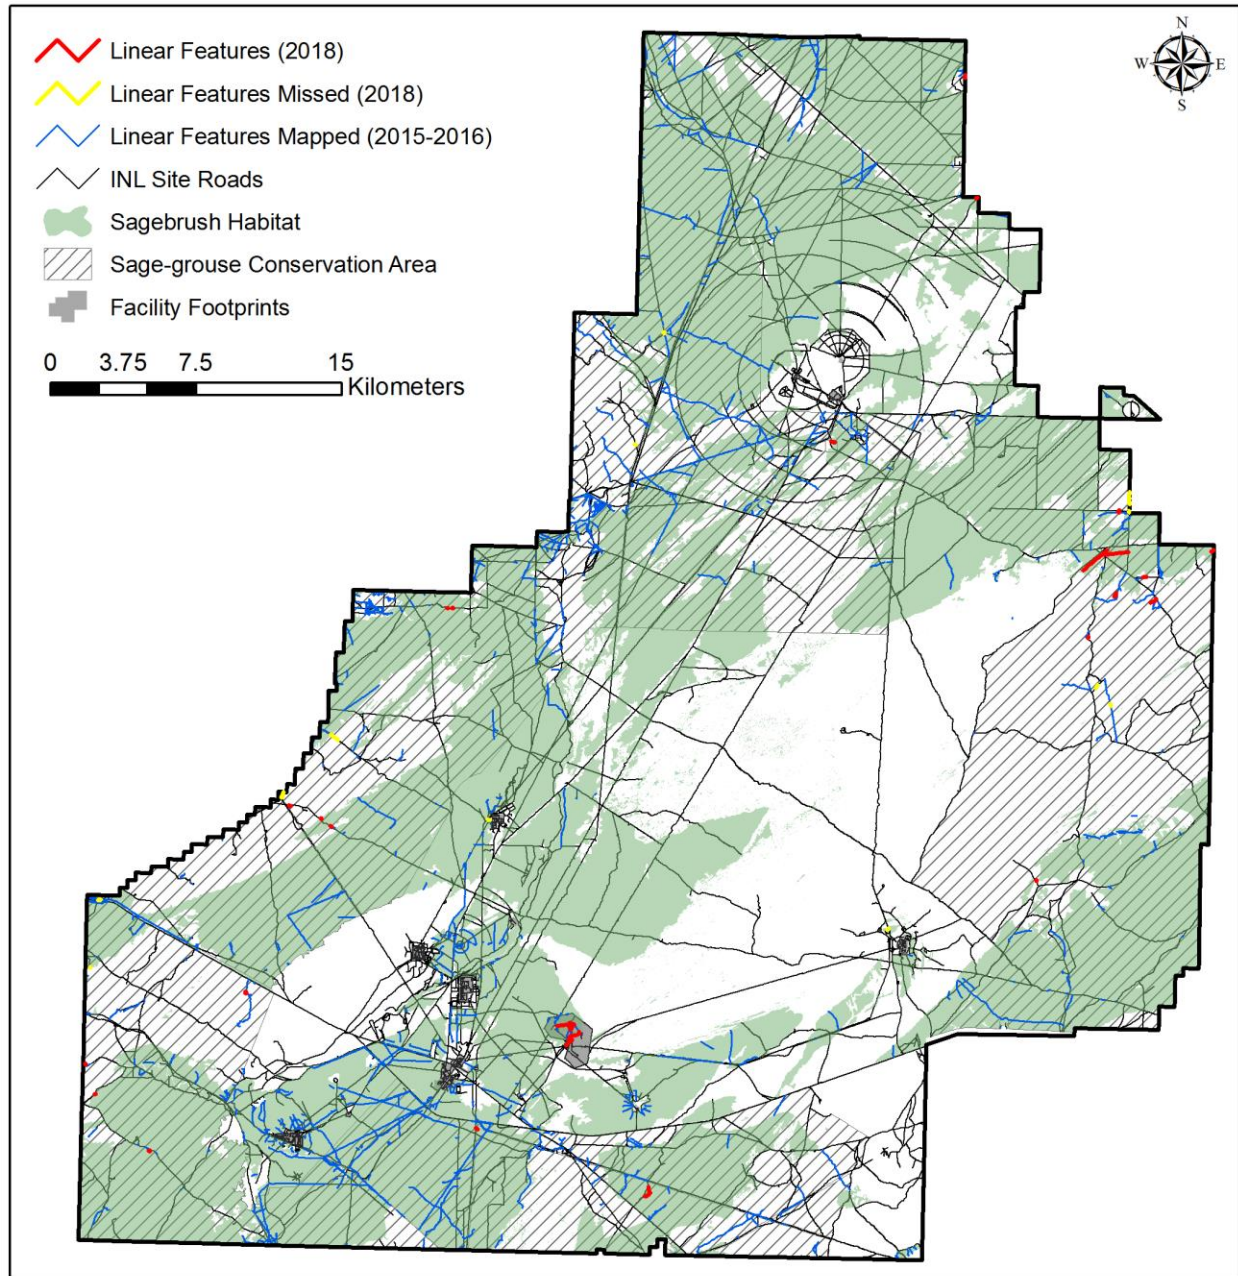 Linear Features (2018)
Linear Features Missed (2018)
Linear Features Mapped (2015-2016)
INL Site Roads
Sagebrush Habitat
Sage-grouse Conservation Area
Facility Footprints
0 3.75 7.5 15
Kilometers
N
W E
S